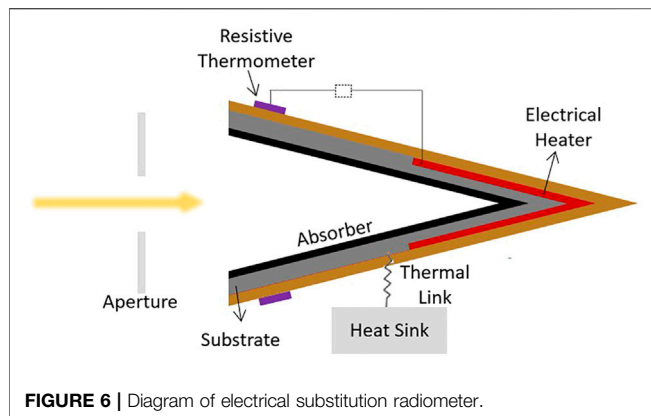 Resistive
Thermometer
Electrical
Heater
Absorber
Aperture
Thermal
Link
Substrate
Heat Sink
FIGURE 6 | Diagram of electrical substitution radiometer.